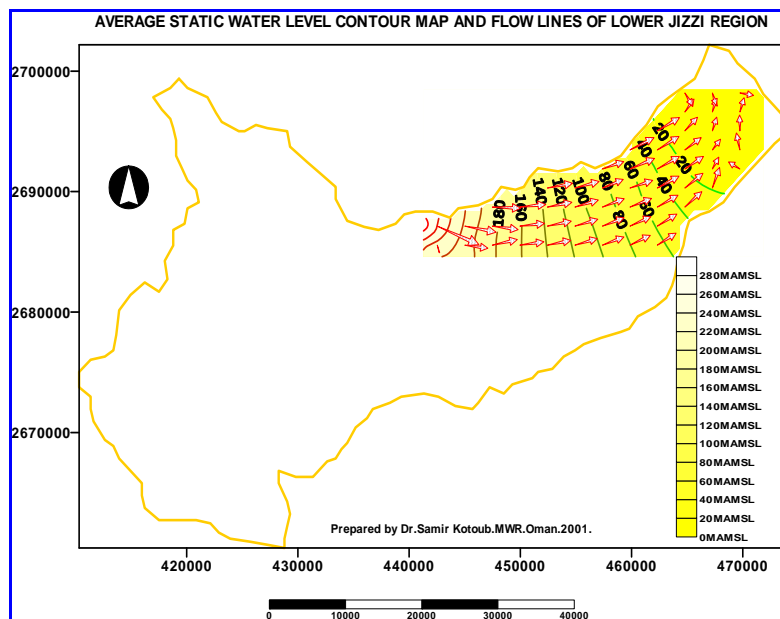 AVERAGE STATIC WATER LEVEL CONTOUR MAP AND FLOW LINES OF LOWER JIZZI REGION
2700000
2690000
2680000
2670000
20
40
60
80
100
120
140
160
180
20
40
60
80
280MAMSL
260MAMSL
240MAMSL
220MAMSL
200MAMSL
180MAMSL
160MAMSL
140MAMSL
120MAMSL
100MAMSL
80MAMSL
60MAMSL
40MAMSL
20MAMSL
0MAMSL
Prepared by Dr.Samir Kotoub.MWR.Oman.2001.
420000 430000 440000 450000 460000 470000
0 10000 20000 30000 40000